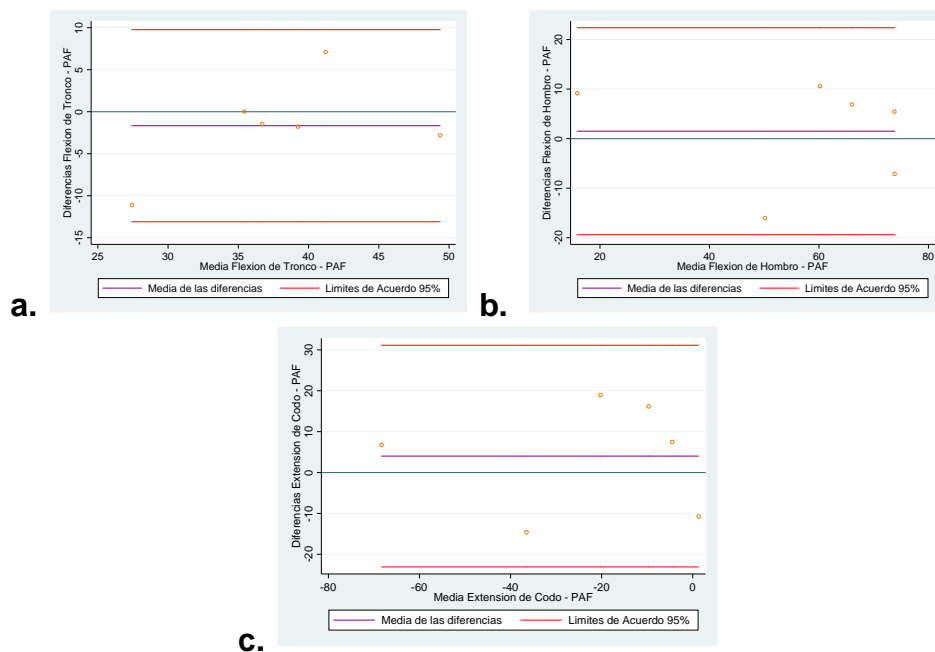 10
5
0
-5
-10
-15
Diferencias Flexion de Tronco - PAF
25 30 35 40 45 50
Media Flexion de Tronco - PAF
Media de las diferencias Limites de Acuerdo 95%
a.
20
10
0
-10
-20
Diferencias Flexion de Hombro - PAF
20 40 60 80
Media Flexion de Hombro - PAF
Media de las diferencias Limites de Acuerdo 95%
b.
30
20
10
0
-10
-20
Diferencias Extension de Codo - PAF
-80 -60 -40 -20 0
Media Extension de Codo - PAF
Media de las diferencias Limites de Acuerdo 95%
c.